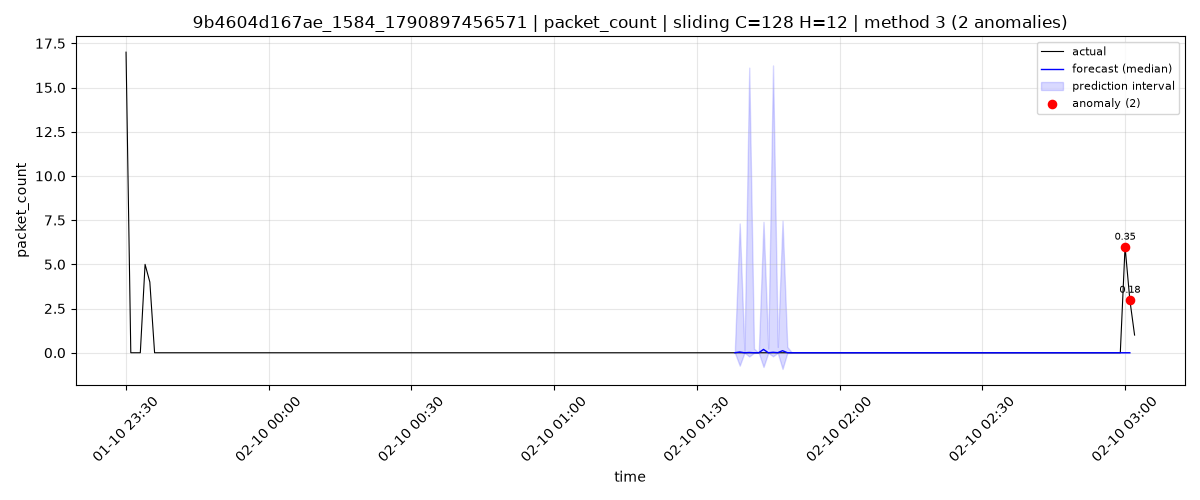 9b4604d167ae_1584_1790897456571 | packet_count | sliding C=128 H=12 | method 3 (2 anomalies)
17.5
15.0
12.5
10.0
7.5
5.0
2.5
0.0
packet_count
actual
forecast (median)
prediction interval
anomaly (2)
0.35
0.18
01-10 23:30
02-10 00:00
02-10 00:30
02-10 01:00
02-10 01:30
02-10 02:00
02-10 02:30
02-10 03:00
time